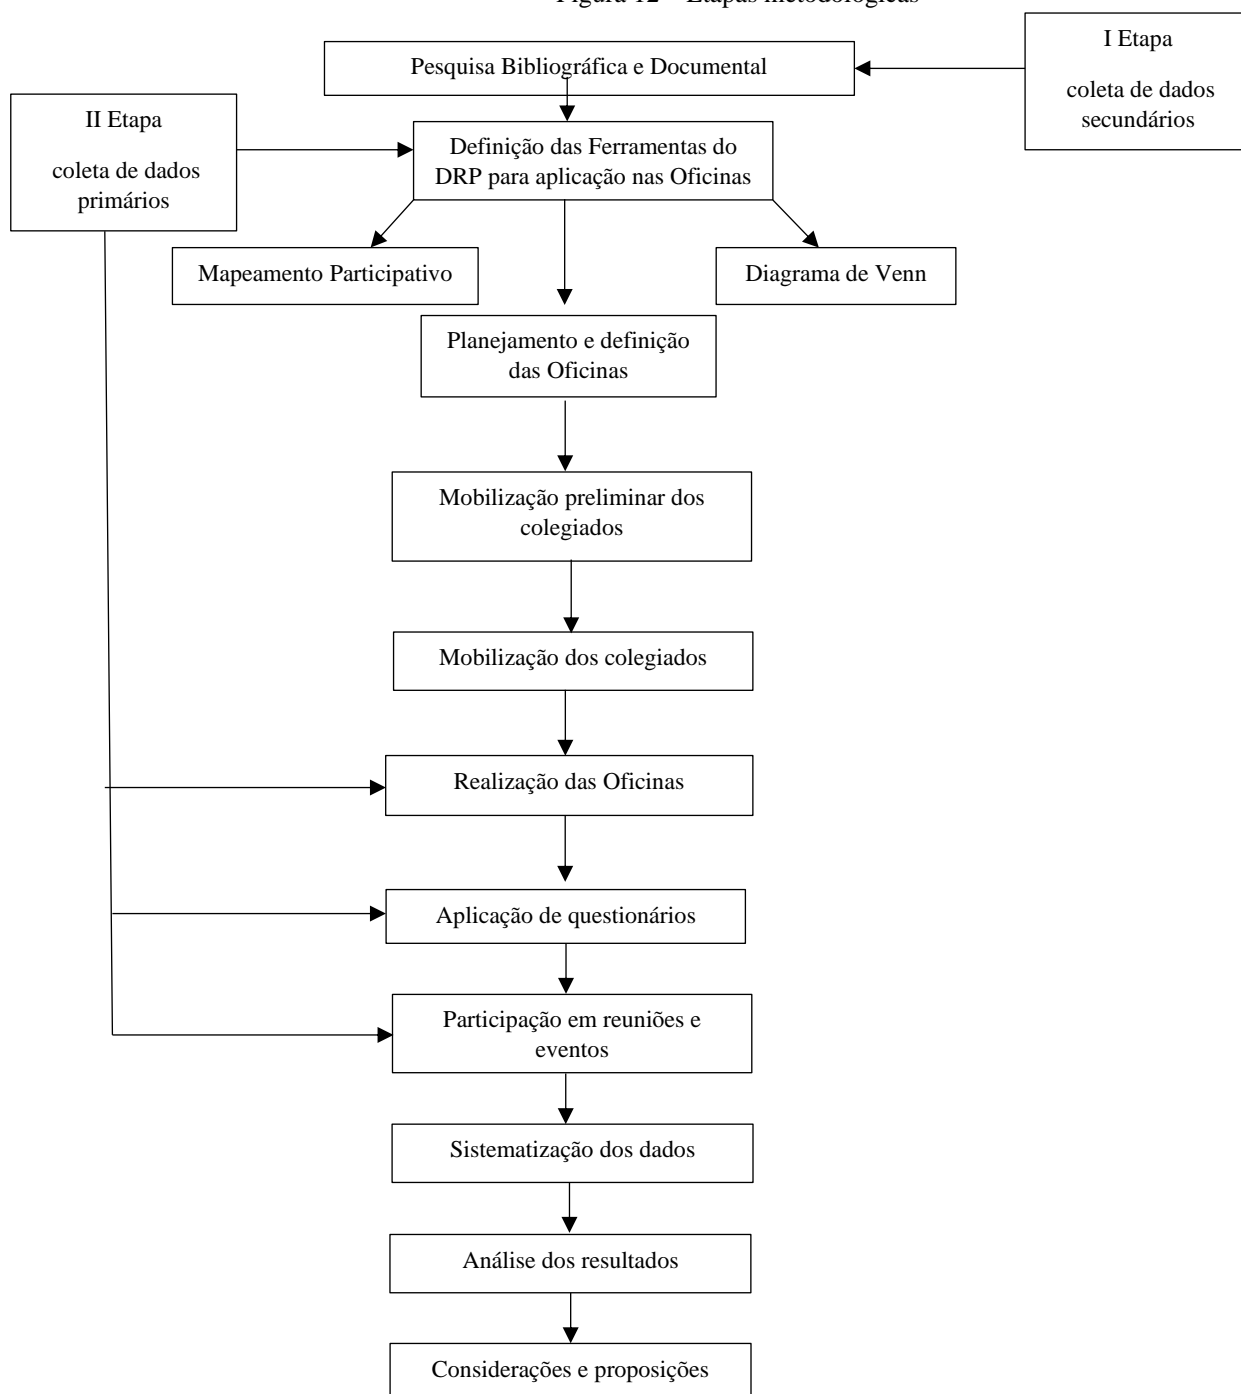 Figura 12 – Etapas metodológicas
I Etapa
coleta de dados
secundários
Pesquisa Bibliográfica e Documental
II Etapa
coleta de dados
primários
Definição das Ferramentas do
DRP para aplicação nas Oficinas
Mapeamento Participativo
Diagrama de Venn
Planejamento e definição
das Oficinas
Mobilização preliminar dos
colegiados
Mobilização dos colegiados
Realização das Oficinas
Aplicação de questionários
Participação em reuniões e
eventos
Sistematização dos dados
Análise dos resultados
Considerações e proposições